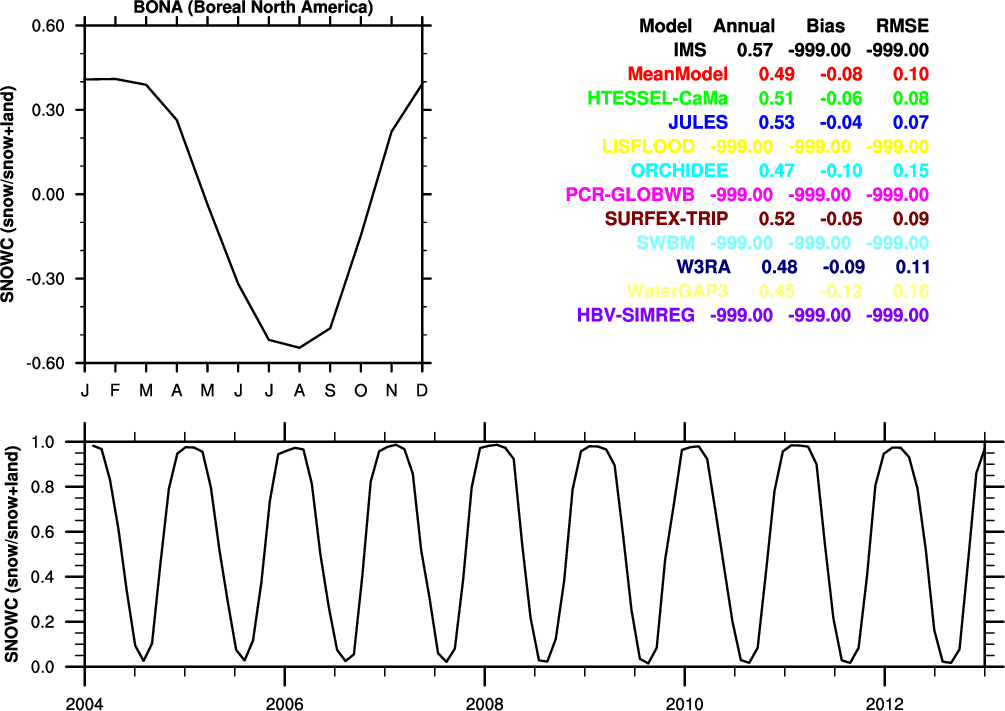 BONA (Boreal North America)
0.60
0.30
0.00
-0.30
-0.60
SNOWC (snow/snow+land)
J F M A M J J A S O N D
Model Annual Bias RMSE
IMS 0.57 -999.00 -999.00
MeanModel 0.49 -0.08 0.10
HTESSEL-CaMa 0.51 -0.06 0.08
JULES 0.53 -0.04 0.07
LISFLOOD -999.00 -999.00 -999.00
ORCHIDEE 0.47 -0.10 0.15
PCR-GLOBWB -999.00 -999.00 -999.00
SURFEX-TRIP 0.52 -0.05 0.09
SWBM -999.00 -999.00 -999.00
W3RA 0.48 -0.09 0.11
WaterGAP3 0.45 -0.12 0.16
HBV-SIMREG -999.00 -999.00 -999.00
1.0
0.8
0.6
0.4
0.2
0.0
SNOWC (snow/snow+land)
2004 2006 2008 2010 2012